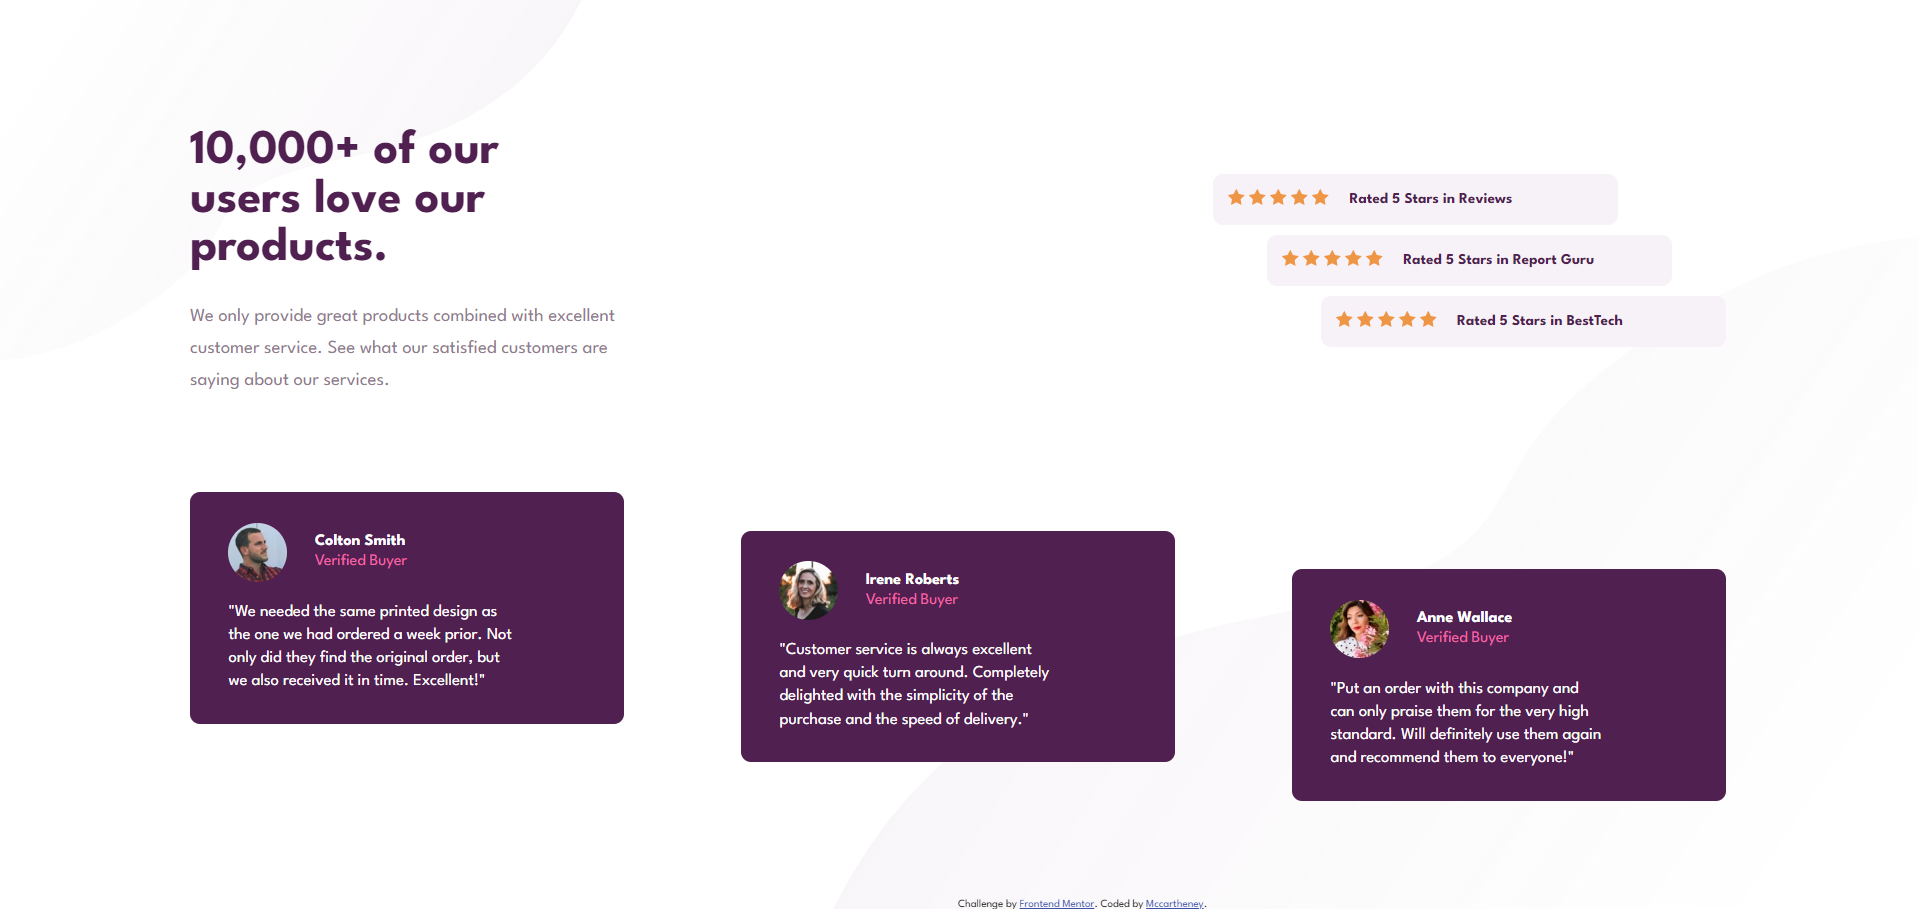 10,000+ of our
users love our
products.
We only provide great products combined with excellent
customer service. See what our satisfied customers are
saying about our services.
Rated 5 Stars in Reviews
Rated 5 Stars in Report Guru
Rated 5 Stars in BestTech
Colton Smith
Verified Buyer
"We needed the same printed design as
the one we had ordered a week prior. Not
only did they find the original order, but
we also received it in time. Excellent!"
Irene Roberts
Verified Buyer
"Customer service is always excellent
and very quick turn around. Completely
delighted with the simplicity of the
purchase and the speed of delivery."
Anne Wallace
Verified Buyer
"Put an order with this company and
can only praise them for the very high
standard. Will definitely use them again
and recommend them to everyone!"
Challenge by Frontend Mentor. Coded by Mccartheney.